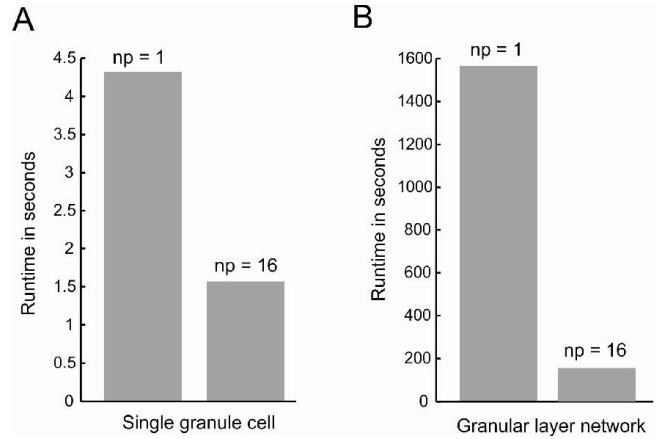 A
Runtime in seconds
4.5
4
3.5
3
2.5
2
1.5
1
0.5
0
np = 1
np = 16
Single granule cell
B
Runtime in seconds
1600
1400
1200
1000
800
600
400
200
0
np = 1
np = 16
Granular layer network